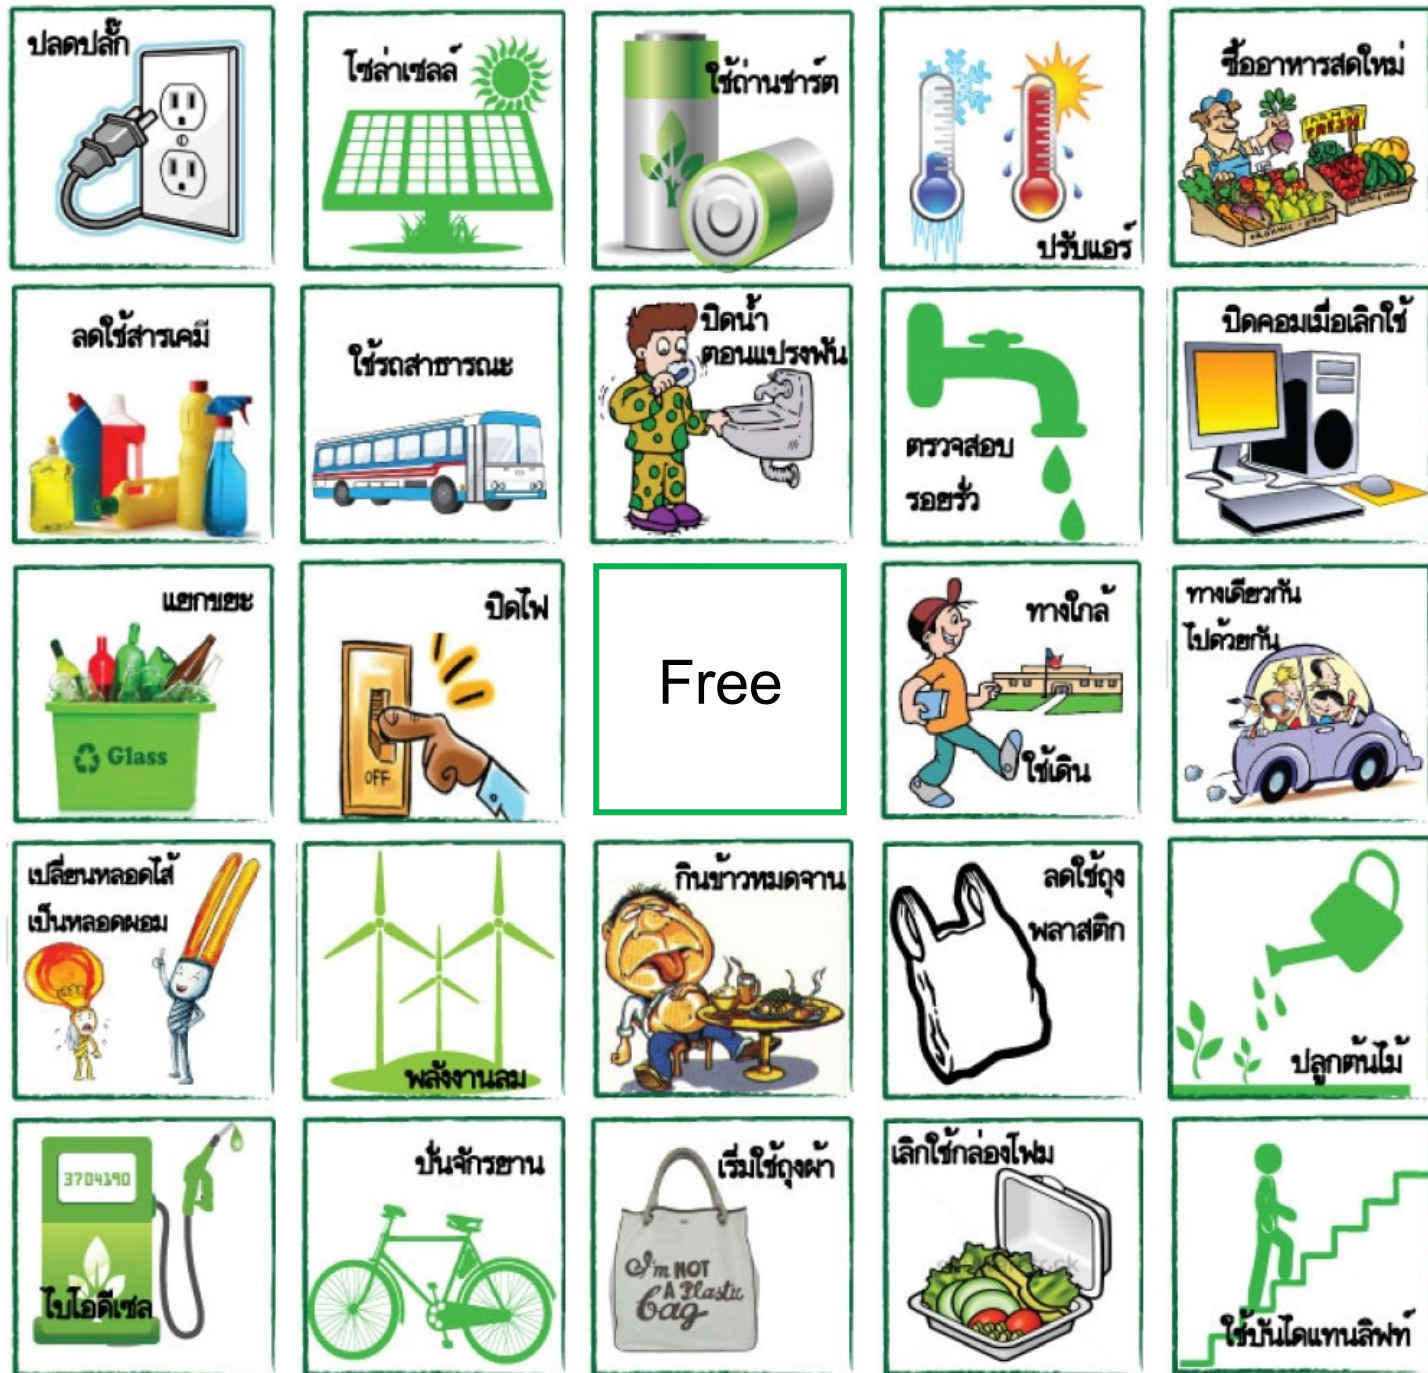 ปลดปลั๊ก
โซล่าเซลล์
ใช้ถ่านชาร์ต
ปรับแอร์
ซื้ออาหารสดใหม่
FARM
FRESH
ORGANIC
ลดใช้สารเคมี
ใช้รถสาธารณะ
ปิดน้ำ
ตอนแปรงฟัน
ตรวจสอบ
รอยรั่ว
ปิดคอมเมื่อเลิกใช้
แยกขยะ
Glass
ปิดไฟ
OFF
Free
ทางใกล้
ใช้เดิน
ทางเดียวกัน
ไปด้วยกัน
เปลี่ยนหลอดไส้
เป็นหลอดผอม
พลังงานลม
กินข้าวหมดจาน
ลดใช้ถุง
พลาสติก
ปลูกต้นไม้
3704190
ไบโอดีเซล
ปั่นจักรยาน
เริ่มใช้ถุงผ้า
I'm NOT
A Plastic
bag
เลิกใช้กล่องโฟม
ใช้บันไดแทนลิฟท์